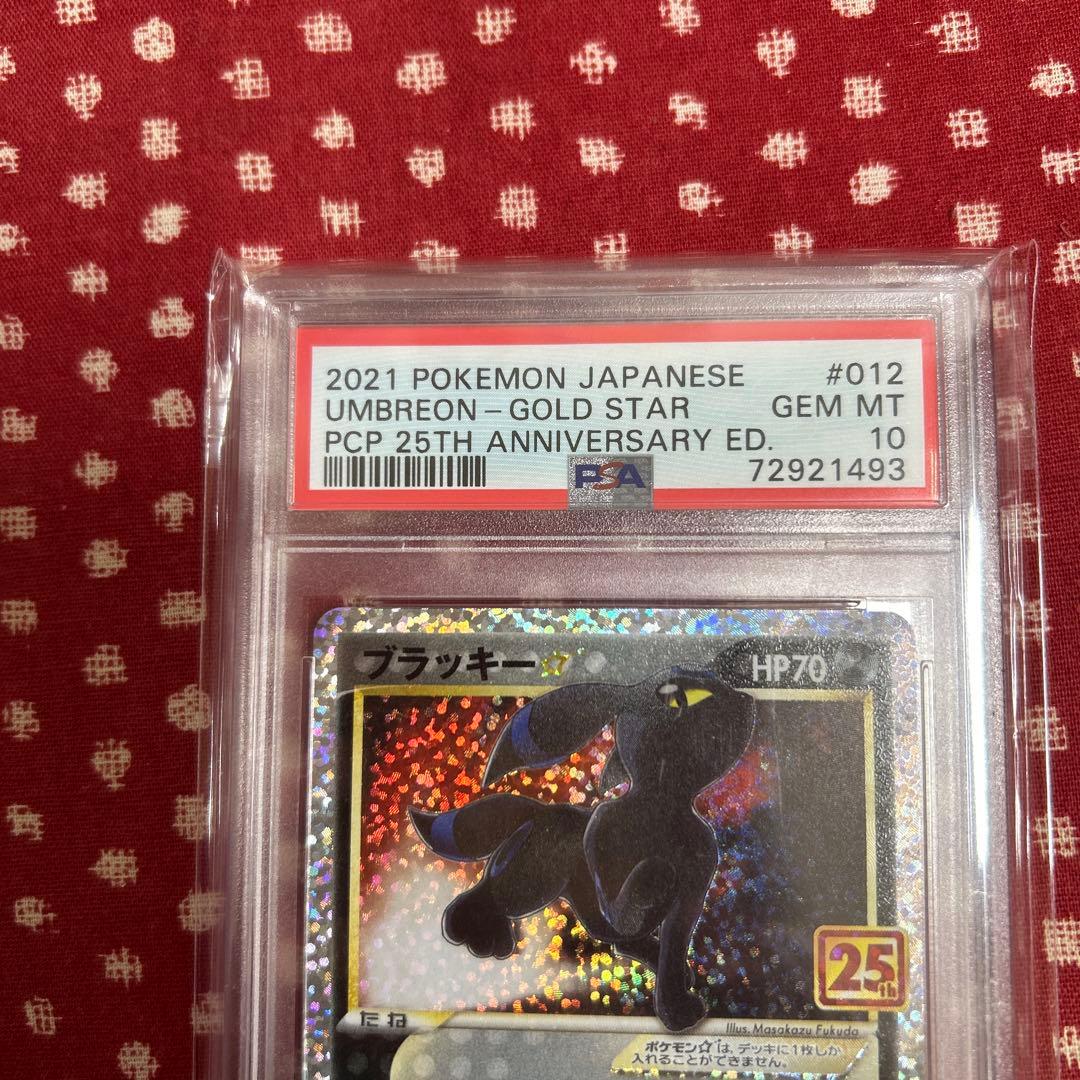 2021 POKEMON JAPANESE #012
UMBREON - GOLD STAR GEM MT
PCP 25TH ANNIVERSARY ED. 10
PSA 72921493
ブラッキー☆ HP70
25th
たね
Illus. Masakazu Fukuda
ポケモン☆は、デッキに1枚しか
入れることができません。